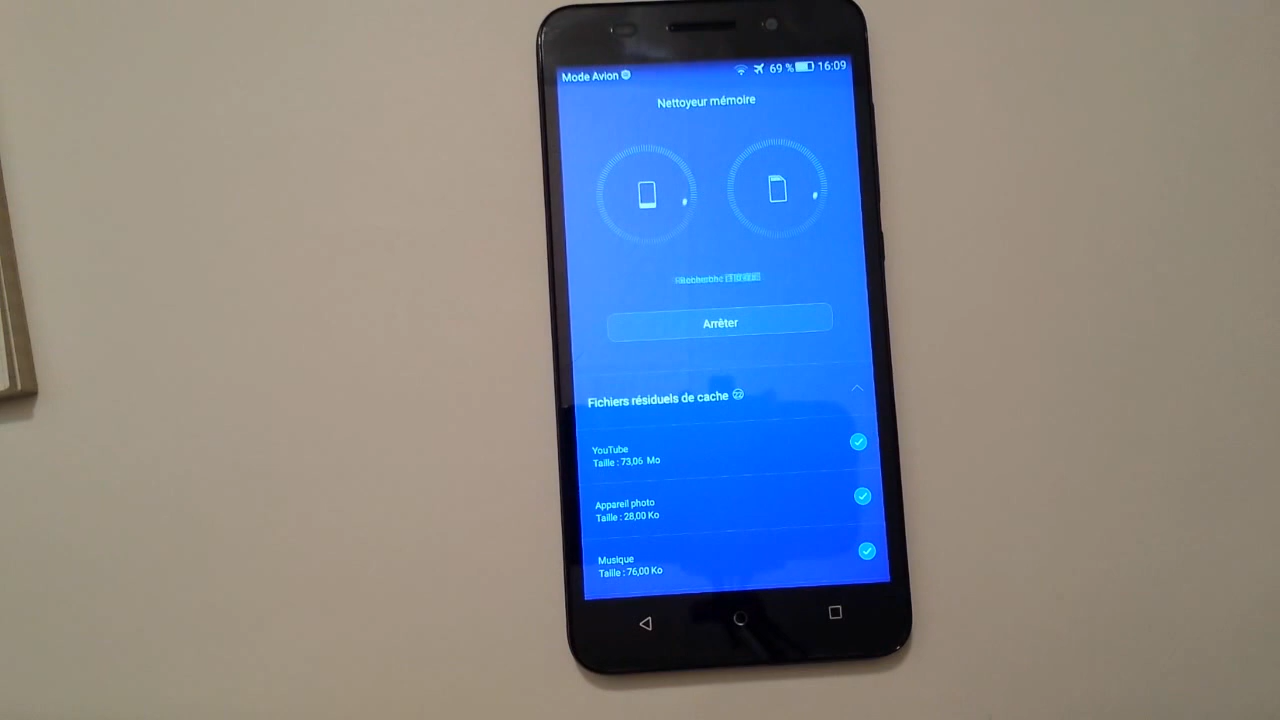 Mode Avion 69 % 16:09
Nettoyeur mémoire
Arrêter
Fichiers résiduels de cache 22
YouTube
Taille : 73,06 Mo
Appareil photo
Taille : 28,00 Ko
Musique
Taille : 76,00 Ko